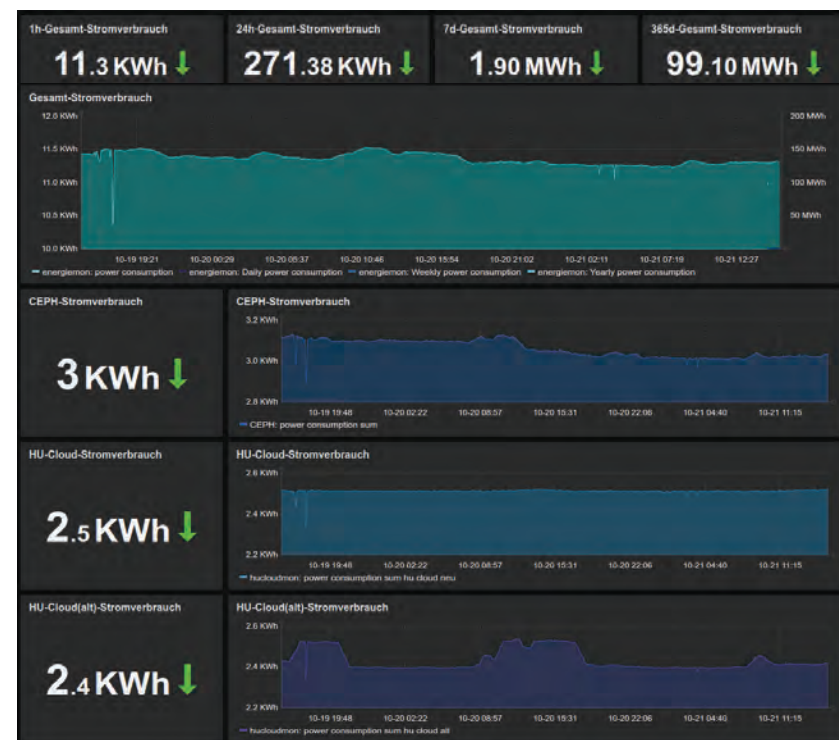 1h-Gesamt-Stromverbrauch
11.3 KWh
24h-Gesamt-Stromverbrauch
271.38 KWh
7d-Gesamt-Stromverbrauch
1.90 MWh
365d-Gesamt-Stromverbrauch
99.10 MWh
Gesamt-Stromverbrauch
12.0 KWh
11.5 KWh
11.0 KWh
10.5 KWh
10.0 KWh
200 MWh
150 MWh
100 MWh
50 MWh
10-19 19:21 10-20 00:29 10-20 05:37 10-20 10:46 10-20 15:54 10-20 21:02 10-21 02:11 10-21 07:19 10-21 12:27
energiemon: power consumption energiemon: Daily power consumption energiemon: Weekly power consumption energiemon: Yearly power consumption
CEPH-Stromverbrauch
3 KWh
CEPH-Stromverbrauch
3.2 KWh
3.0 KWh
2.8 KWh
10-19 19:48 10-20 02:22 10-20 08:57 10-20 15:31 10-20 22:06 10-21 04:40 10-21 11:15
CEPH: power consumption sum
HU-Cloud-Stromverbrauch
2.5 KWh
HU-Cloud-Stromverbrauch
2.6 KWh
2.4 KWh
2.2 KWh
10-19 19:48 10-20 02:22 10-20 08:57 10-20 15:31 10-20 22:06 10-21 04:40 10-21 11:15
hucloudmon: power consumption sum hu cloud neu
HU-Cloud(alt)-Stromverbrauch
2.4 KWh
HU-Cloud(alt)-Stromverbrauch
2.6 KWh
2.4 KWh
2.2 KWh
10-19 19:48 10-20 02:22 10-20 08:57 10-20 15:31 10-20 22:06 10-21 04:40 10-21 11:15
hucloudmon: power consumption sum hu cloud alt